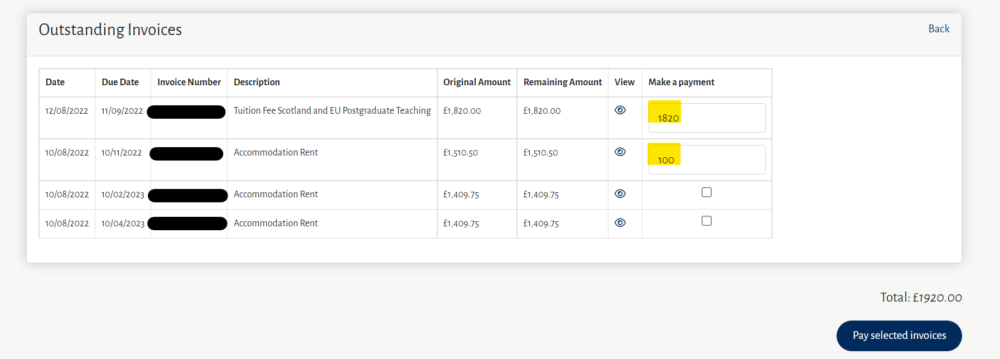 Outstanding Invoices
Back
Date Due Date Invoice Number Description Original Amount Remaining Amount View Make a payment
12/08/2022 11/09/2022 Tuition Fee Scotland and EU Postgraduate Teaching £1,820.00 £1,820.00 1820
10/08/2022 10/11/2022 Accommodation Rent £1,510.50 £1,510.50 100
10/08/2022 10/02/2023 Accommodation Rent £1,409.75 £1,409.75
10/08/2022 10/04/2023 Accommodation Rent £1,409.75 £1,409.75
Total: £1920.00
Pay selected invoices